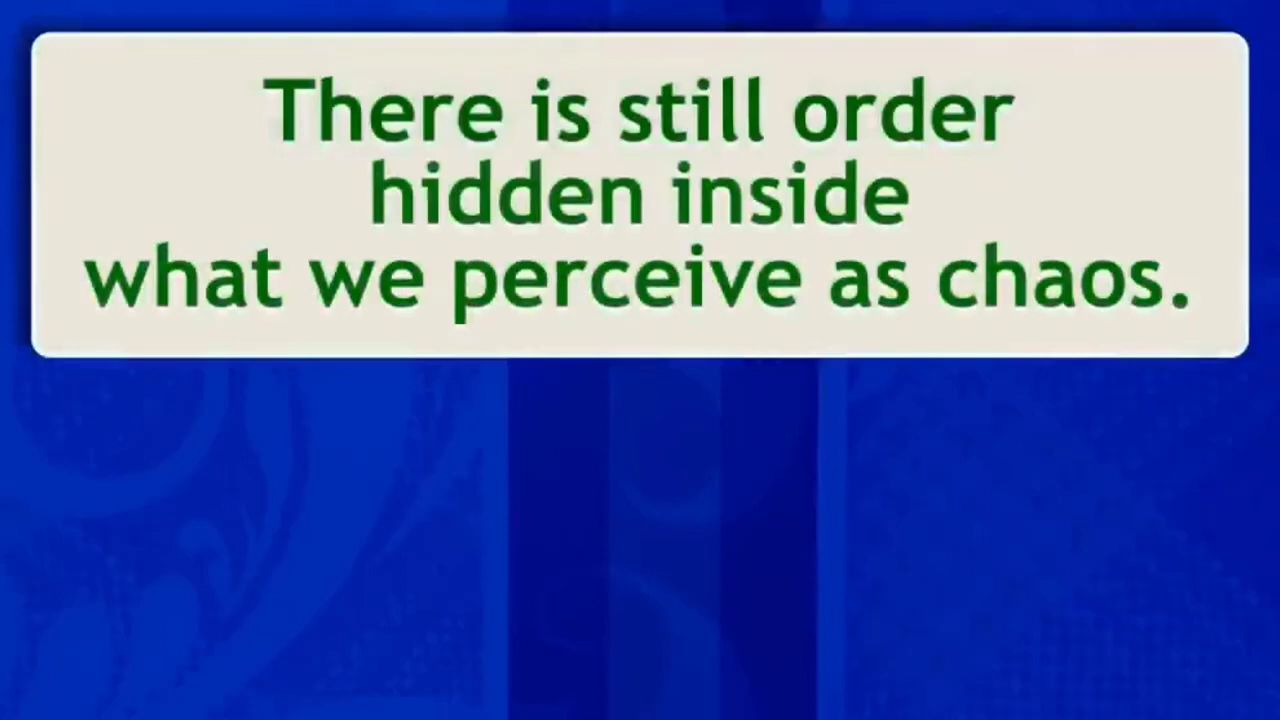 There is still order
hidden inside
what we perceive as chaos.